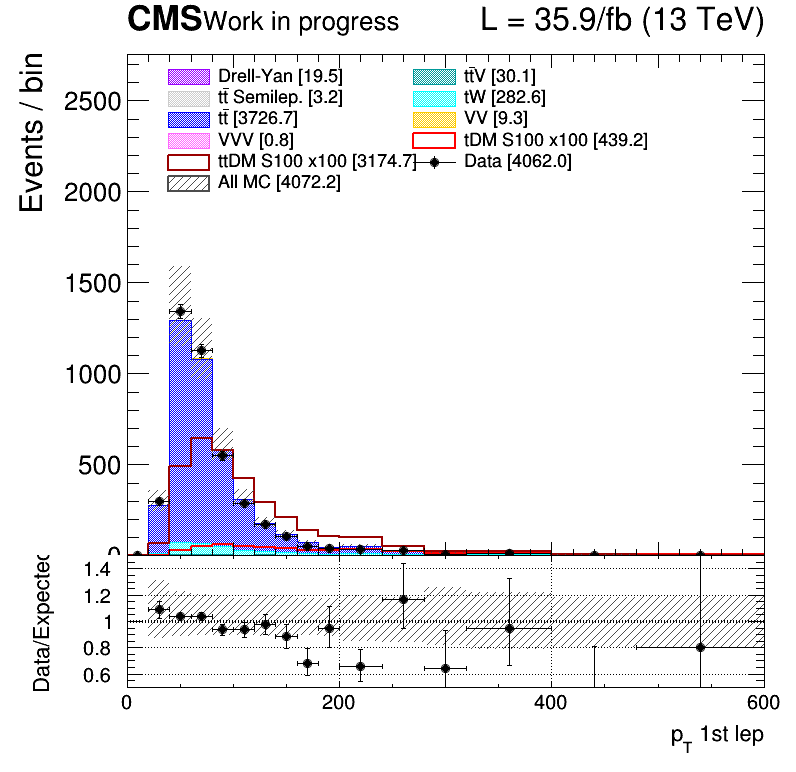 CMS Work in progress L = 35.9/fb (13 TeV)
Events / bin
2500
2000
1500
1000
500
0
Drell-Yan [19.5]
tt̄ Semilep. [3.2]
tt̄ [3726.7]
VVV [0.8]
ttDM S100 x100 [3174.7]
All MC [4072.2]
tt̄V [30.1]
tW [282.6]
VV [9.3]
tDM S100 x100 [439.2]
Data [4062.0]
Data/Expected
1.4
1.2
1
0.8
0.6
0 200 400 600
p_T 1st lep